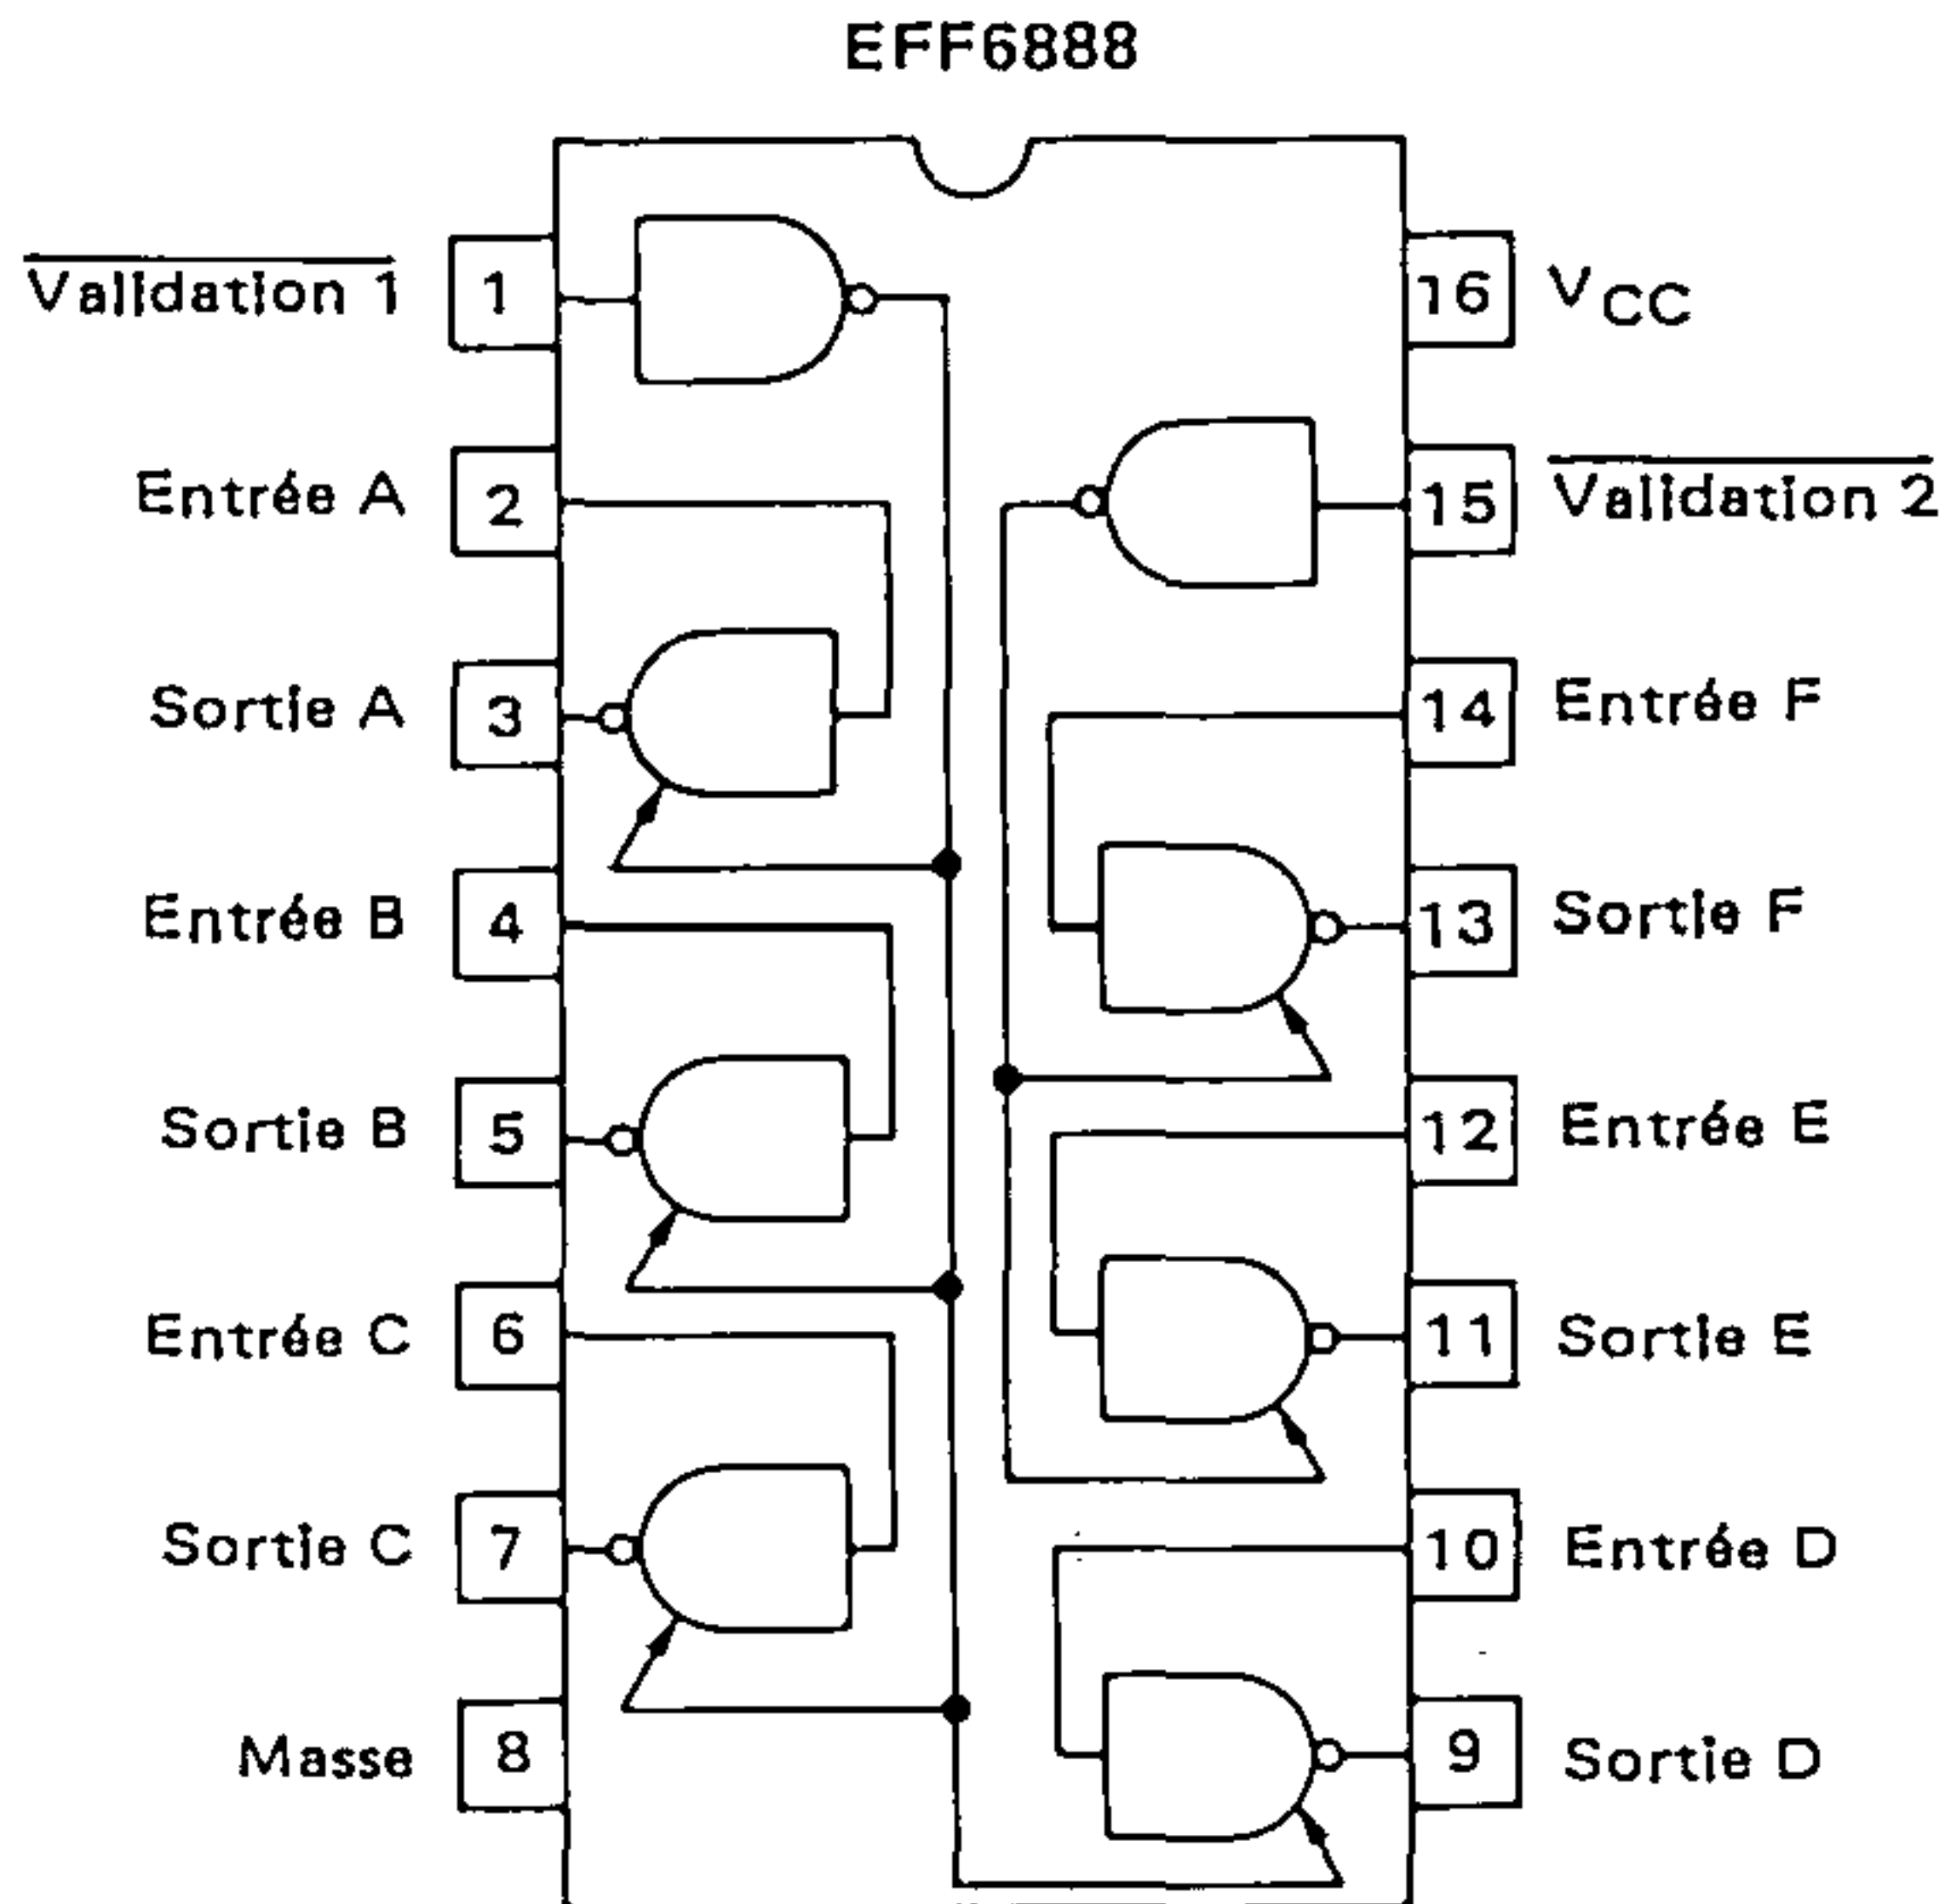 EFF6888
Validation 1 1
16 VCC
Entrée A 2
15 Validation 2
Sortie A 3
14 Entrée F
Entrée B 4
13 Sortie F
Sortie B 5
12 Entrée E
Entrée C 6
11 Sortie E
Sortie C 7
10 Entrée D
Masse 8
9 Sortie D